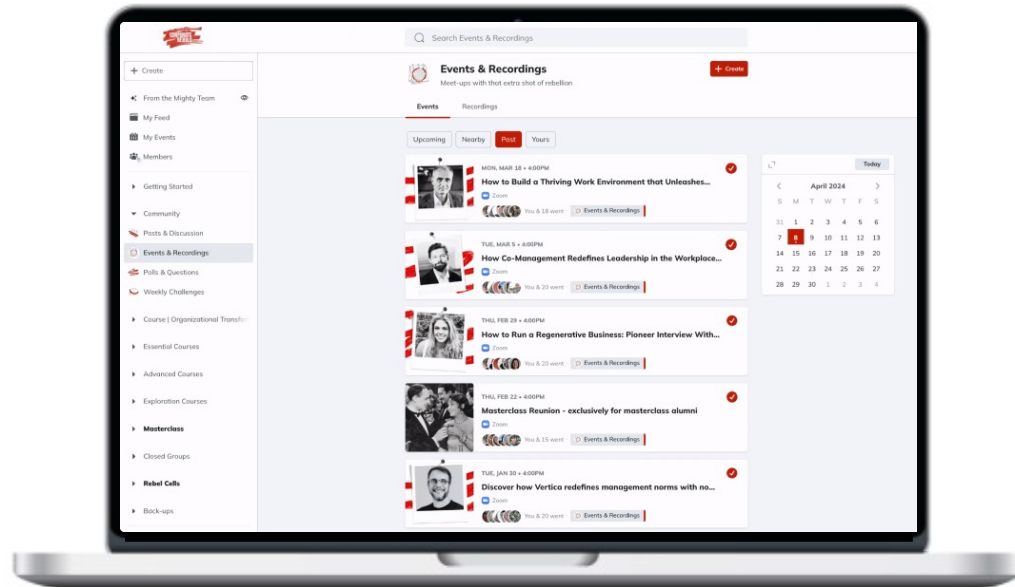 CORPORATE
REBELS
Search Events & Recordings
+ Create
From the Mighty Team
My Feed
My Events
Members
Getting Started
Community
Posts & Discussion
Events & Recordings
Polls & Questions
Weekly Challenges
Course | Organizational Transfor
Essential Courses
Advanced Courses
Exploration Courses
Masterclass
Closed Groups
Rebel Calls
Back-ups
Events & Recordings
Meet-ups with that extra shot of rebellion
+ Create
Events Recordings
Upcoming Nearby Past Yours
MON, MAR 18 • 4:00PM
How to Build a Thriving Work Environment that Unleashes...
Zoom
You & 18 went Events & Recordings
TUE, MAR 5 • 4:00PM
How Co-Management Redefines Leadership in the Workplace...
Zoom
You & 20 went Events & Recordings
THU, FEB 29 • 4:00PM
How to Run a Regenerative Business: Pioneer Interview With...
Zoom
You & 20 went Events & Recordings
THU, FEB 22 • 4:00PM
Masterclass Reunion - exclusively for masterclass alumni
Zoom
You & 15 went Events & Recordings
TUE, JAN 30 • 4:00PM
Discover how Vertica redefines management norms with no...
Zoom
You & 20 went Events & Recordings
Today
April 2024
S M T W T F S
31 1 2 3 4 5 6
7 8 9 10 11 12 13
14 15 16 17 18 19 20
21 22 23 24 25 26 27
28 29 30 1 2 3 4